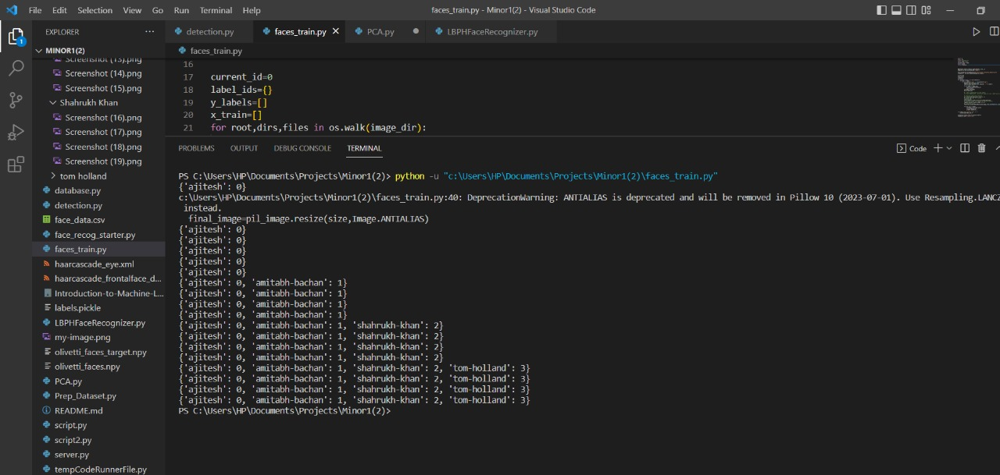 File Edit Selection View Go Run Terminal Help
faces_train.py - Minor1(2) - Visual Studio Code
1
EXPLORER ...
detection.py
faces_train.py
PCA.py
LBPHFaceRecognizer.py
MINOR1(2)
Screenshot (13).png
Screenshot (14).png
Screenshot (15).png
Shahrukh Khan
Screenshot (16).png
Screenshot (17).png
Screenshot (18).png
Screenshot (19).png
tom holland
database.py
detection.py
face_data.csv
face_recog_starter.py
faces_train.py
haarcascade_eye.xml
haarcascade_frontalface_d...
Introduction-to-Machine-L...
labels.pickle
LBPHFaceRecognizer.py
my-image.png
olivetti_faces_target.npy
olivetti_faces.npy
PCA.py
Prep_Dataset.py
README.md
script.py
script2.py
server.py
tempCodeRunnerFile.py
faces_train.py
16
17 current_id=0
18 label_ids={}
19 y_labels=[]
20 x_train=[]
21 for root,dirs,files in os.walk(image_dir):
PROBLEMS OUTPUT DEBUG CONSOLE TERMINAL
Code
PS C:\Users\HP\Documents\Projects\Minor1(2)> python -u "c:\Users\HP\Documents\Projects\Minor1(2)\faces_train.py"
{'ajitesh': 0}
c:\Users\HP\Documents\Projects\Minor1(2)\faces_train.py:40: DeprecationWarning: ANTIALIAS is deprecated and will be removed in Pillow 10 (2023-07-01). Use Resampling.LANCZ
instead.
final_image=pil_image.resize(size,Image.ANTIALIAS)
{'ajitesh': 0}
{'ajitesh': 0}
{'ajitesh': 0}
{'ajitesh': 0}
{'ajitesh': 0}
{'ajitesh': 0, 'amitabh-bachan': 1}
{'ajitesh': 0, 'amitabh-bachan': 1}
{'ajitesh': 0, 'amitabh-bachan': 1}
{'ajitesh': 0, 'amitabh-bachan': 1}
{'ajitesh': 0, 'amitabh-bachan': 1, 'shahrukh-khan': 2}
{'ajitesh': 0, 'amitabh-bachan': 1, 'shahrukh-khan': 2}
{'ajitesh': 0, 'amitabh-bachan': 1, 'shahrukh-khan': 2}
{'ajitesh': 0, 'amitabh-bachan': 1, 'shahrukh-khan': 2}
{'ajitesh': 0, 'amitabh-bachan': 1, 'shahrukh-khan': 2, 'tom-holland': 3}
{'ajitesh': 0, 'amitabh-bachan': 1, 'shahrukh-khan': 2, 'tom-holland': 3}
{'ajitesh': 0, 'amitabh-bachan': 1, 'shahrukh-khan': 2, 'tom-holland': 3}
{'ajitesh': 0, 'amitabh-bachan': 1, 'shahrukh-khan': 2, 'tom-holland': 3}
PS C:\Users\HP\Documents\Projects\Minor1(2)>